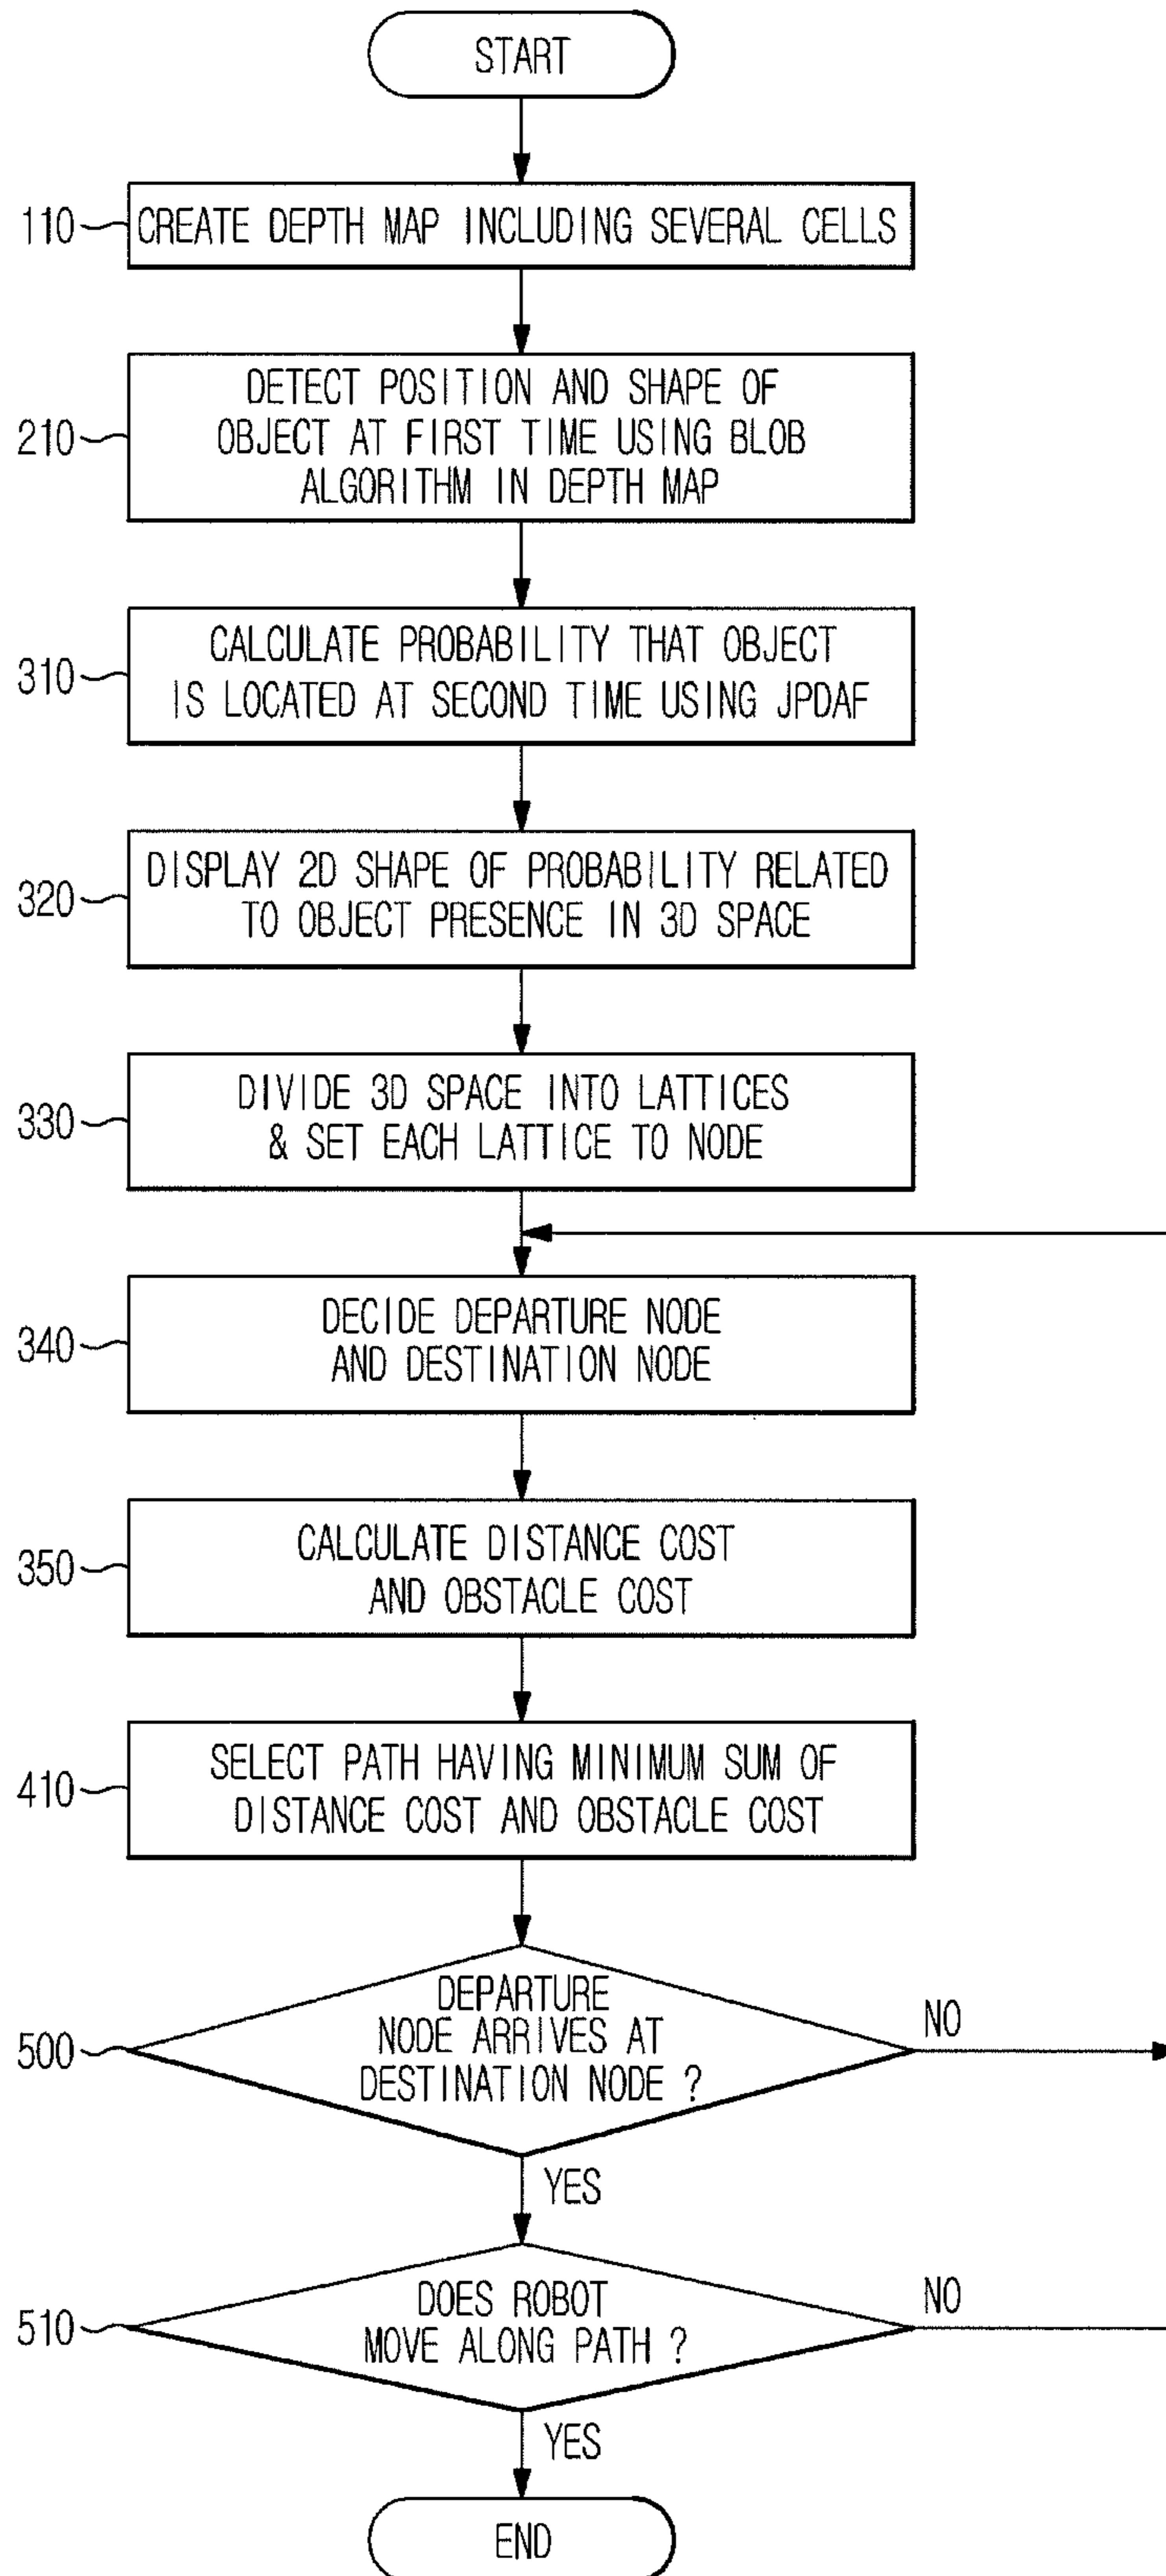 START
110
CREATE DEPTH MAP INCLUDING SEVERAL CELLS
210
DETECT POSITION AND SHAPE OF
OBJECT AT FIRST TIME USING BLOB
ALGORITHM IN DEPTH MAP
310
CALCULATE PROBABILITY THAT OBJECT
IS LOCATED AT SECOND TIME USING JPDAF
320
DISPLAY 2D SHAPE OF PROBABILITY RELATED
TO OBJECT PRESENCE IN 3D SPACE
330
DIVIDE 3D SPACE INTO LATTICES
& SET EACH LATTICE TO NODE
340
DECIDE DEPARTURE NODE
AND DESTINATION NODE
350
CALCULATE DISTANCE COST
AND OBSTACLE COST
410
SELECT PATH HAVING MINIMUM SUM OF
DISTANCE COST AND OBSTACLE COST
500
DEPARTURE
NODE ARRIVES AT
DESTINATION NODE ?
NO
YES
510
DOES ROBOT
MOVE ALONG PATH ?
NO
YES
END